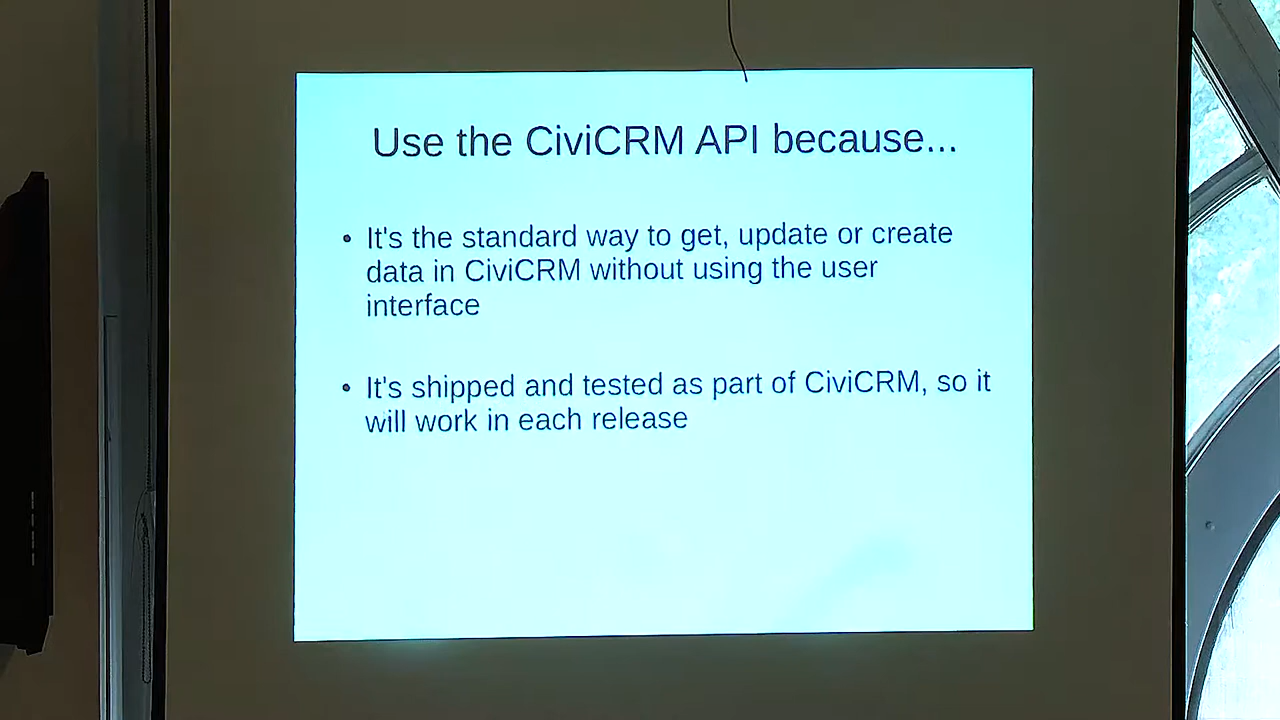 Use the CiviCRM API because...
• It's the standard way to get, update or create
data in CiviCRM without using the user
interface
• It's shipped and tested as part of CiviCRM, so it
will work in each release